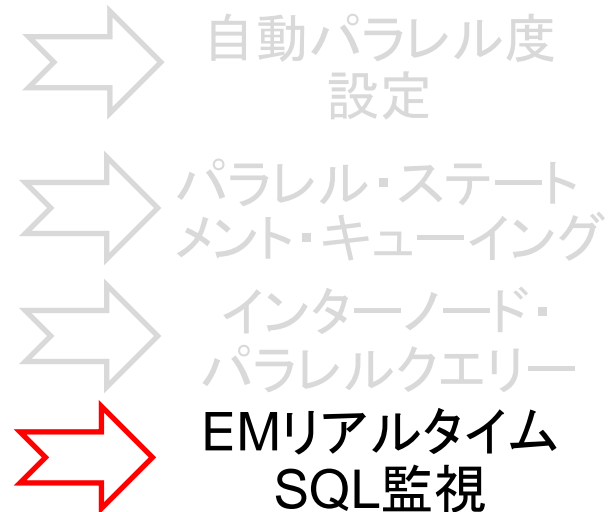 自動パラレル度
設定
パラレル・ステート
メント・キューイング
インターノード・
パラレルクエリー
EMリアルタイム
SQL監視